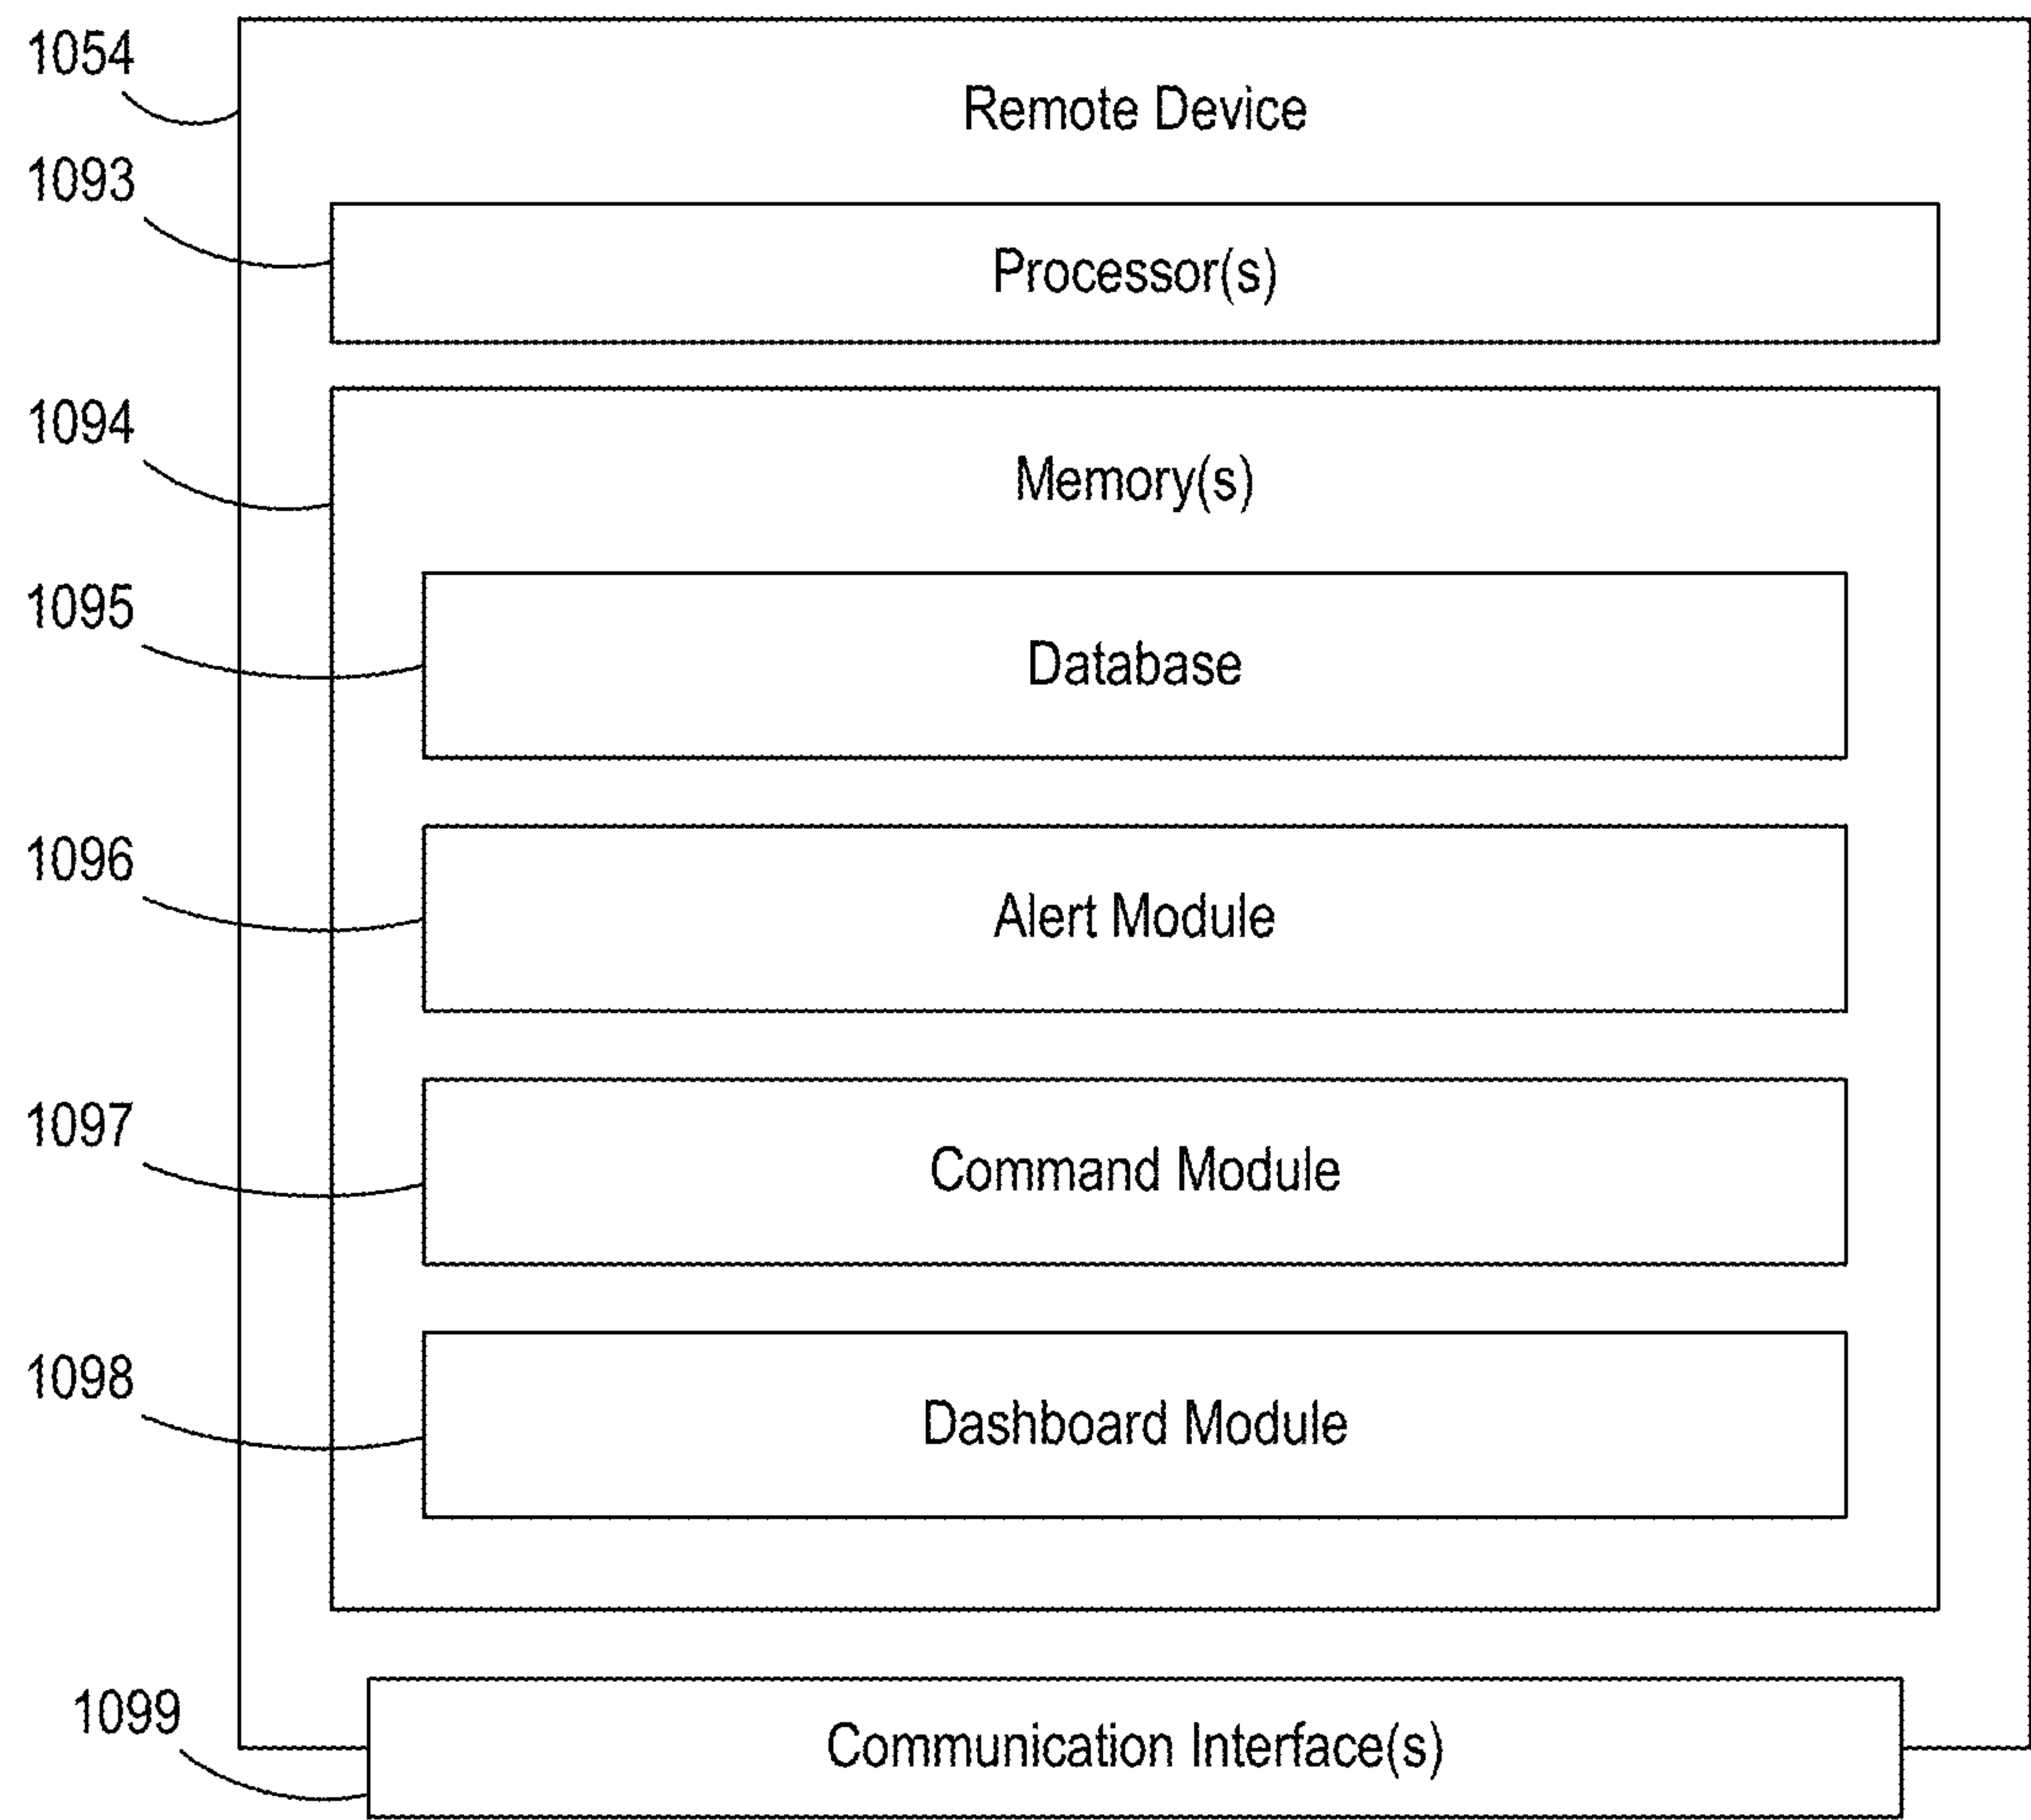 1054
Remote Device
1093
Processor(s)
1094
Memory(s)
1095
Database
1096
Alert Module
1097
Command Module
1098
Dashboard Module
1099
Communication Interface(s)